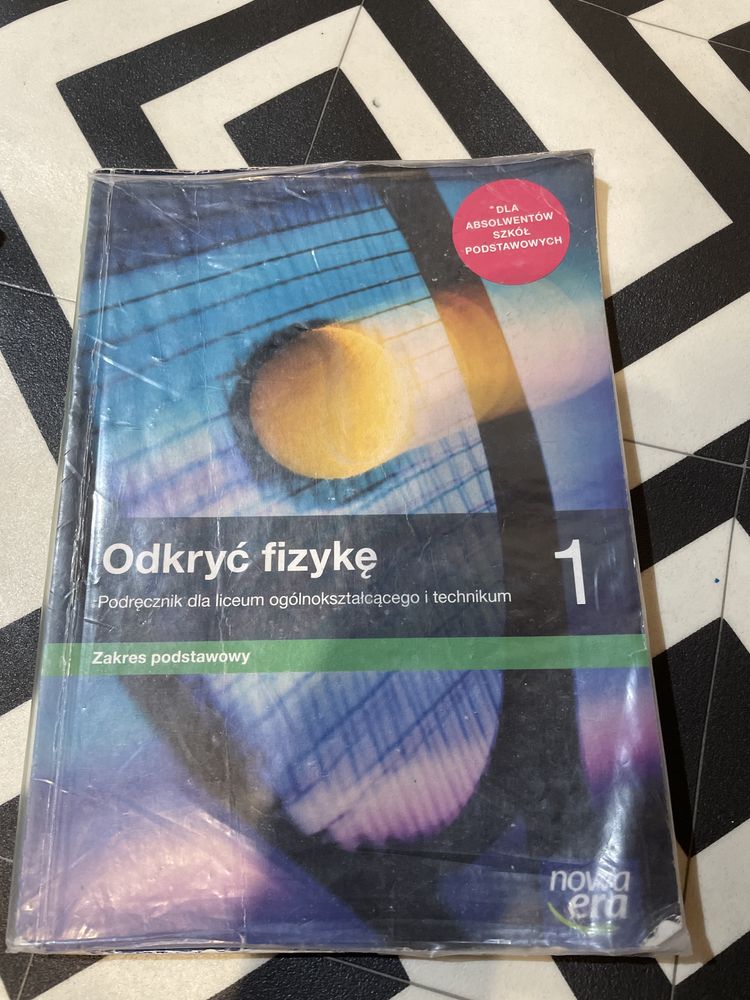 *DLA
ABSOLWENTÓW
SZKÓŁ
PODSTAWOWYCH
Odkryć fizykę
1
Podręcznik dla liceum ogólnokształcącego i technikum
Zakres podstawowy
nowa
era